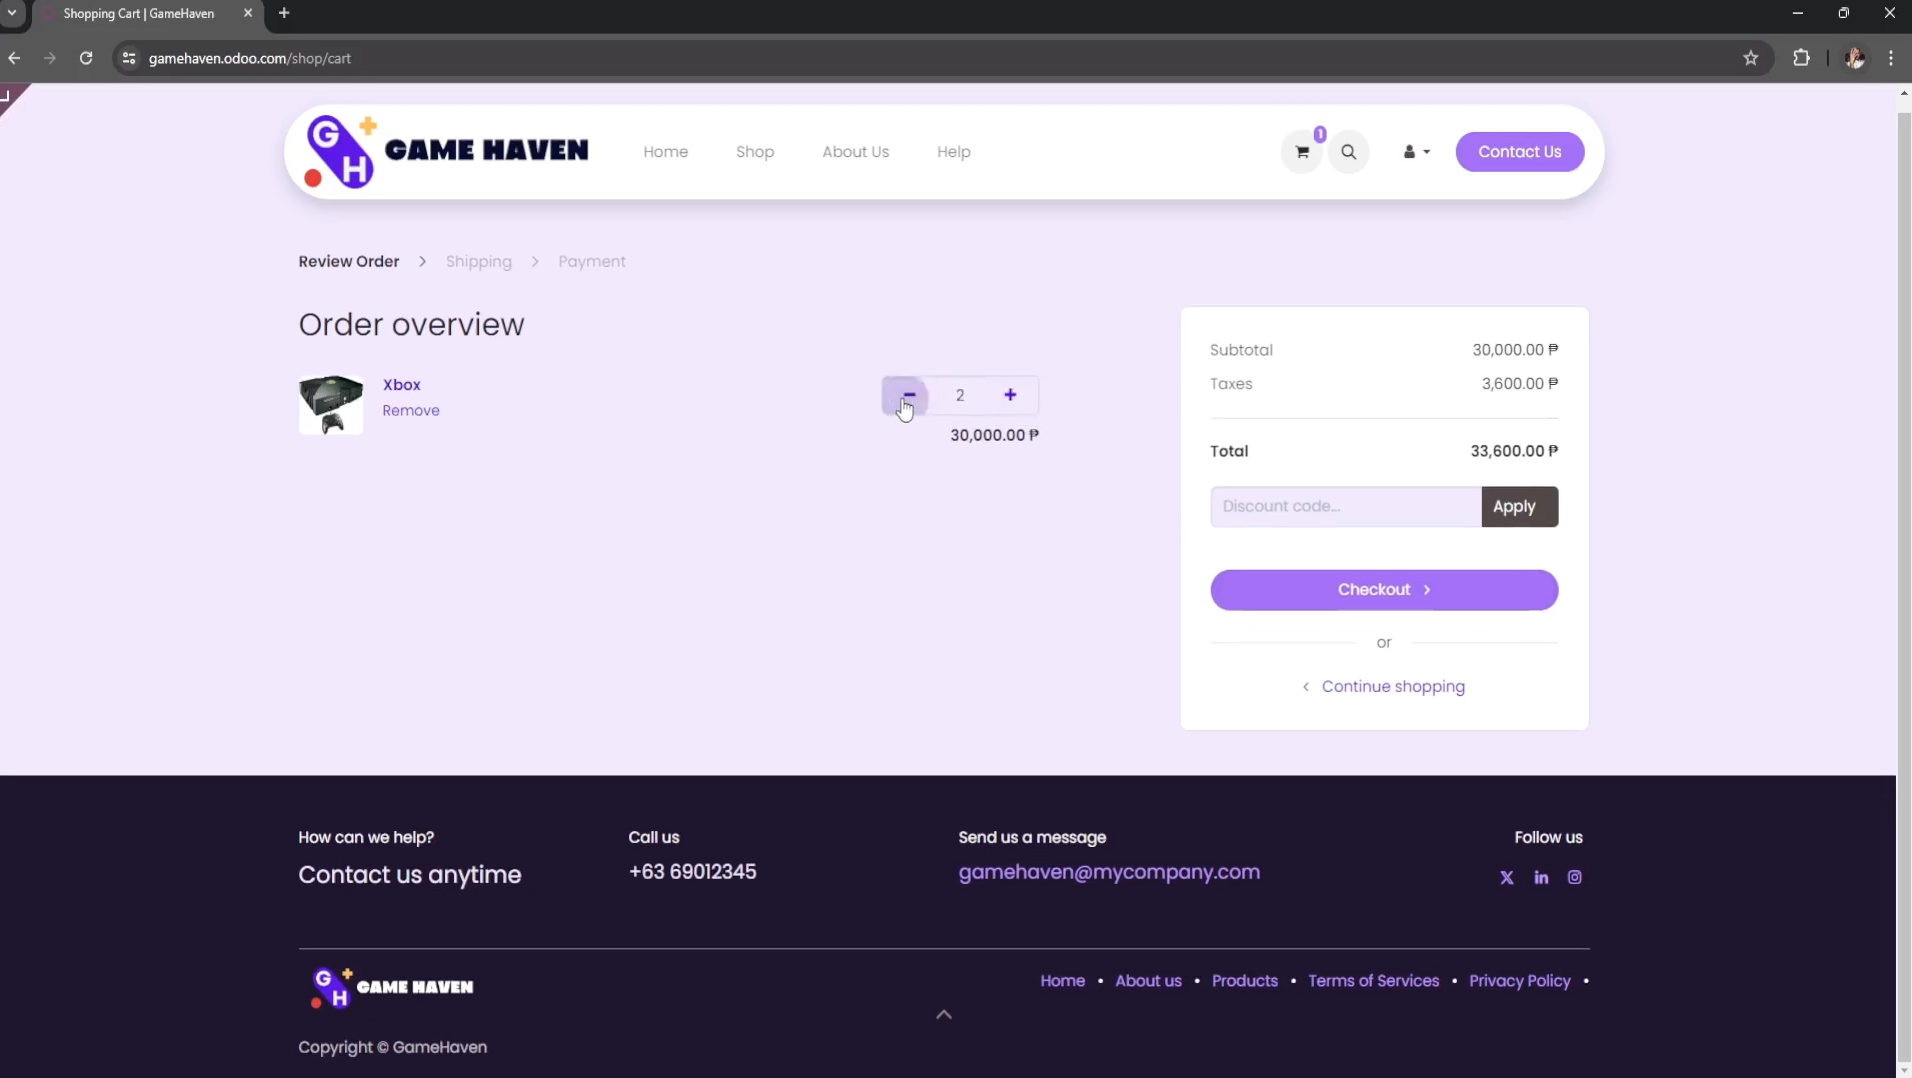 Shopping Cart | GameHaven
gamehaven.odoo.com/shop/cart
GH GAME HAVEN
Home
Shop
About Us
Help
1
Contact Us
Review Order > Shipping > Payment
Order overview
Xbox
Remove
- 2 +
30,000.00 ₱
Subtotal 30,000.00 ₱
Taxes 3,600.00 ₱
Total 33,600.00 ₱
Discount code...
Apply
Checkout >
or
< Continue shopping
How can we help?
Contact us anytime
Call us
+63 69012345
Send us a message
gamehaven@mycompany.com
Follow us
X in
GH GAME HAVEN
Home • About us • Products • Terms of Services • Privacy Policy •
Copyright © GameHaven